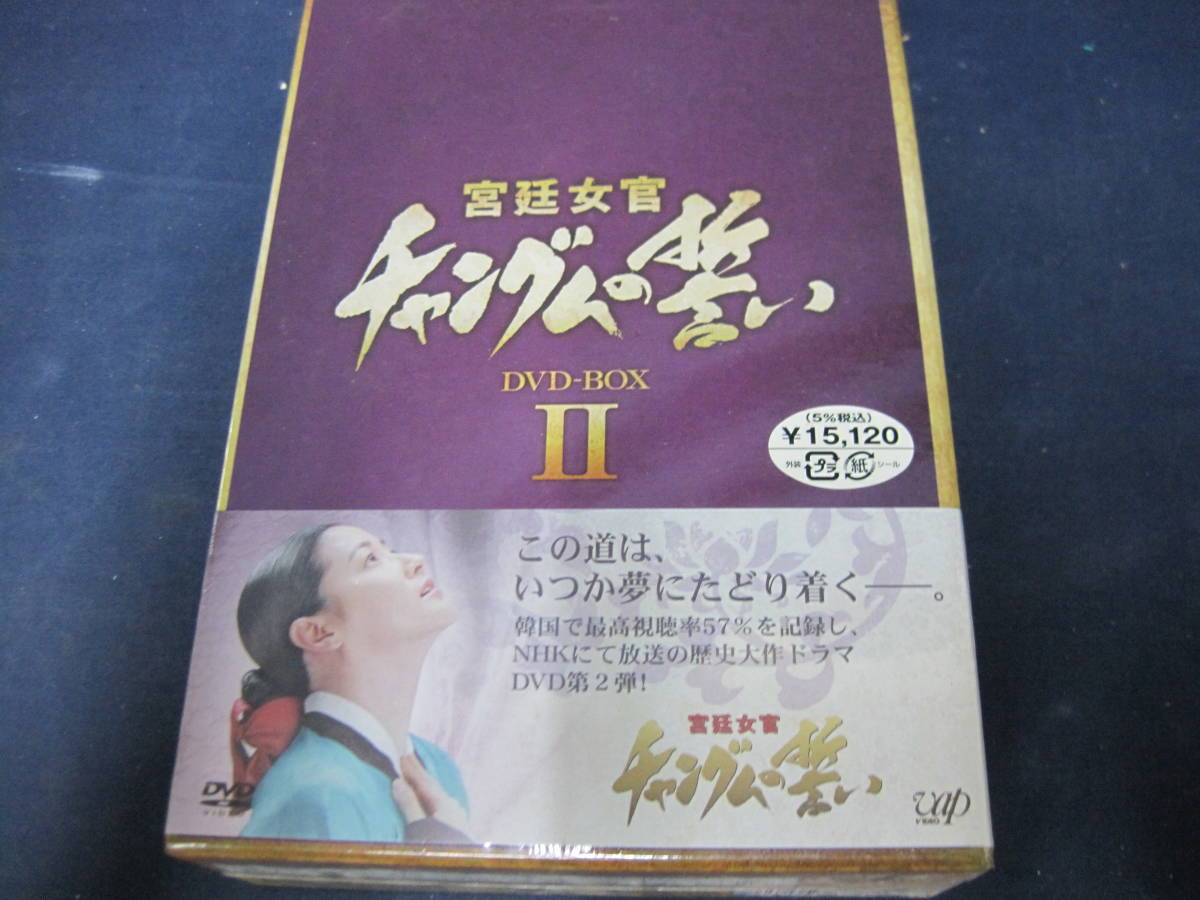 宮廷女官
チャングムの誓い
DVD-BOX
II
(5%税込)
¥15,120
外装 プラ 紙 シール
この道は、
いつか夢にたどり着く——。
韓国で最高視聴率57%を記録し、
NHKにて放送の歴史大作ドラマ
DVD第2弾!
宮廷女官
チャングムの誓い
DVD
VIDEO
vap
VIDEO